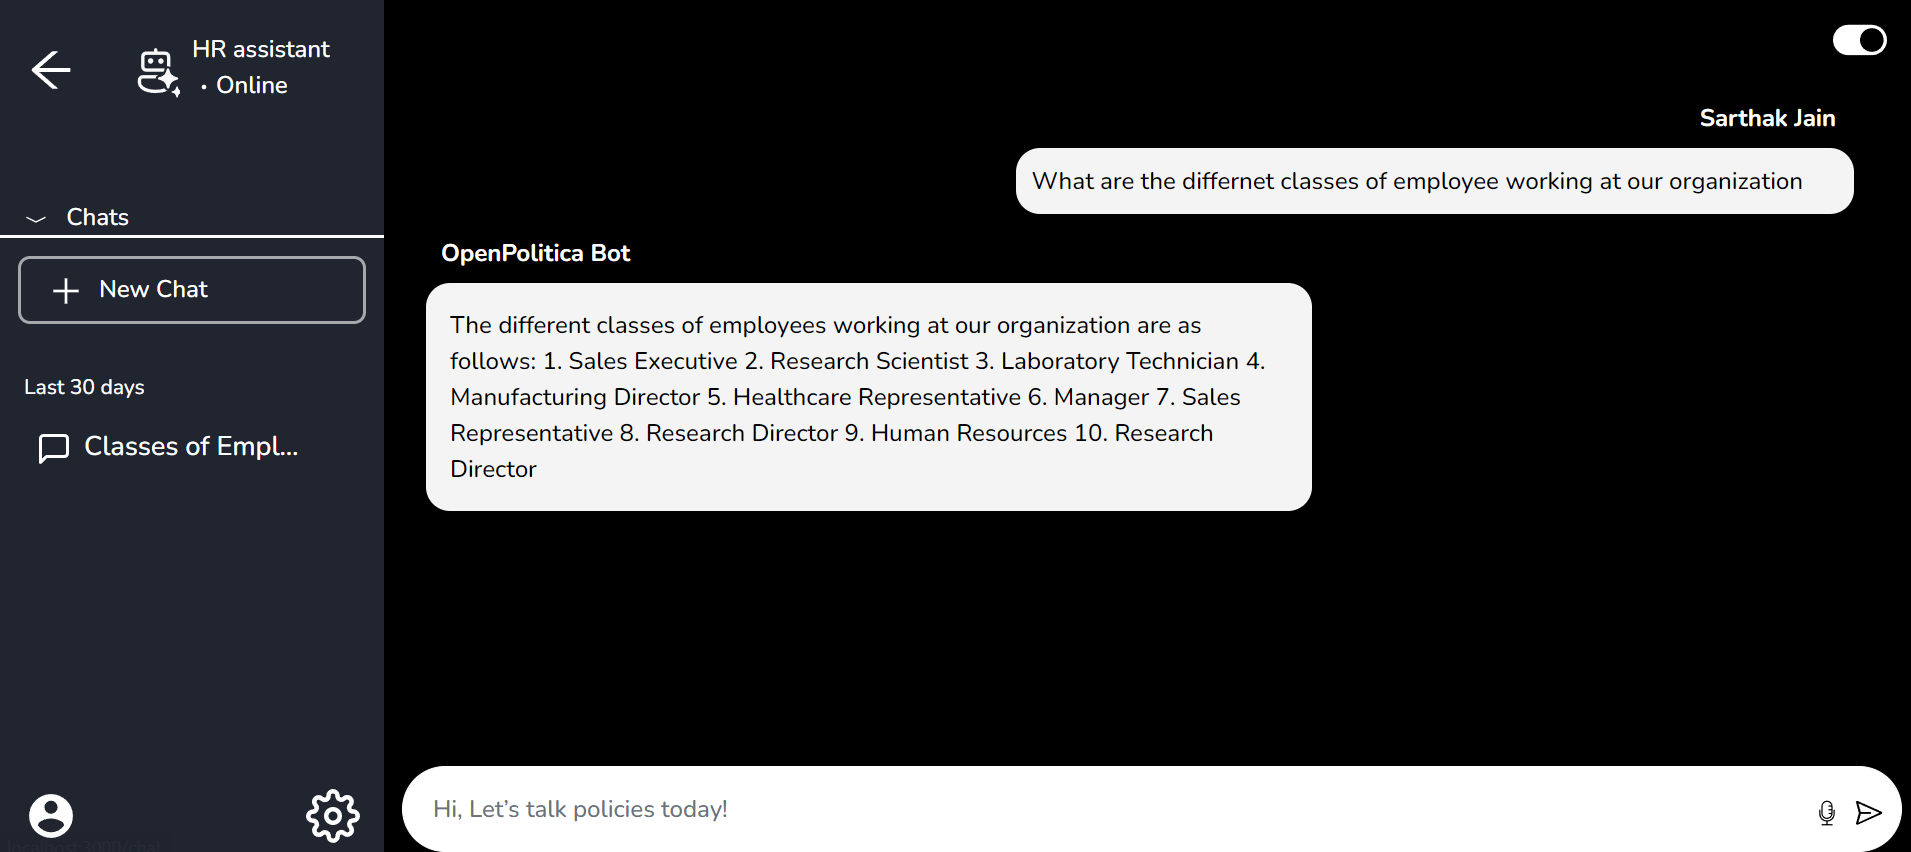 HR assistant
• Online
Chats
New Chat
Last 30 days
Classes of Empl...
Sarthak Jain
What are the differnet classes of employee working at our organization
OpenPolitica Bot
The different classes of employees working at our organization are as
follows: 1. Sales Executive 2. Research Scientist 3. Laboratory Technician 4.
Manufacturing Director 5. Healthcare Representative 6. Manager 7. Sales
Representative 8. Research Director 9. Human Resources 10. Research
Director
Hi, Let’s talk policies today!
localhost:3000/chat